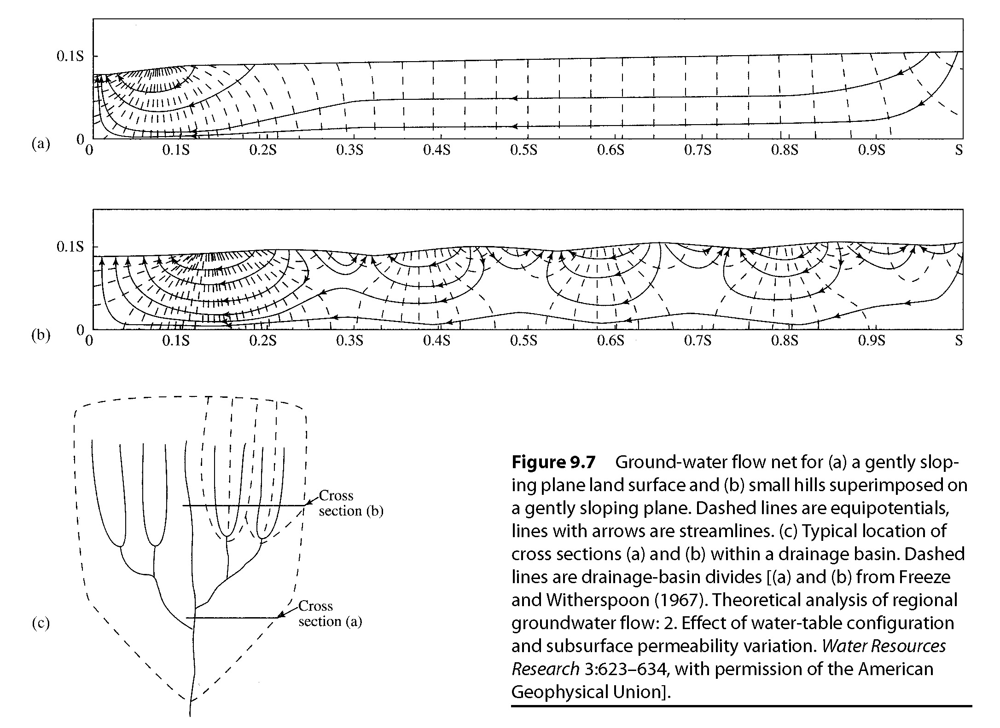 0.1S
0
(a)
0 0.1S 0.2S 0.3S 0.4S 0.5S 0.6S 0.7S 0.8S 0.9S S
0.1S
0
(b)
0 0.1S 0.2S 0.3S 0.4S 0.5S 0.6S 0.7S 0.8S 0.9S S
Cross
section (b)
Cross
section (a)
(c)
Figure 9.7 Ground-water flow net for (a) a gently slop-
ing plane land surface and (b) small hills superimposed on
a gently sloping plane. Dashed lines are equipotentials,
lines with arrows are streamlines. (c) Typical location of
cross sections (a) and (b) within a drainage basin. Dashed
lines are drainage-basin divides [(a) and (b) from Freeze
and Witherspoon (1967). Theoretical analysis of regional
groundwater flow: 2. Effect of water-table configuration
and subsurface permeability variation. Water Resources
Research 3:623–634, with permission of the American
Geophysical Union].